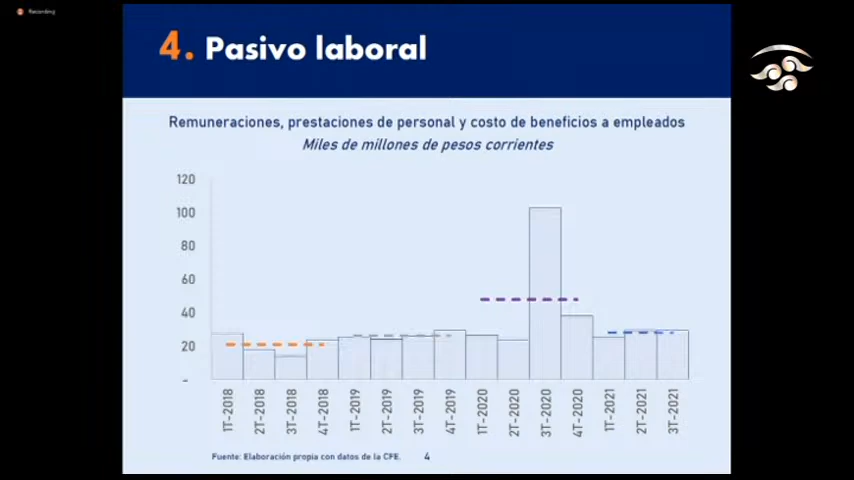 Recording
4. Pasivo laboral
Remuneraciones, prestaciones de personal y costo de beneficios a empleados
Miles de millones de pesos corrientes
120
100
80
60
40
20
-
1T-2018
2T-2018
3T-2018
4T-2018
1T-2019
2T-2019
3T-2019
4T-2019
1T-2020
2T-2020
3T-2020
4T-2020
1T-2021
2T-2021
3T-2021
Fuente: Elaboración propia con datos de la CFE.
4